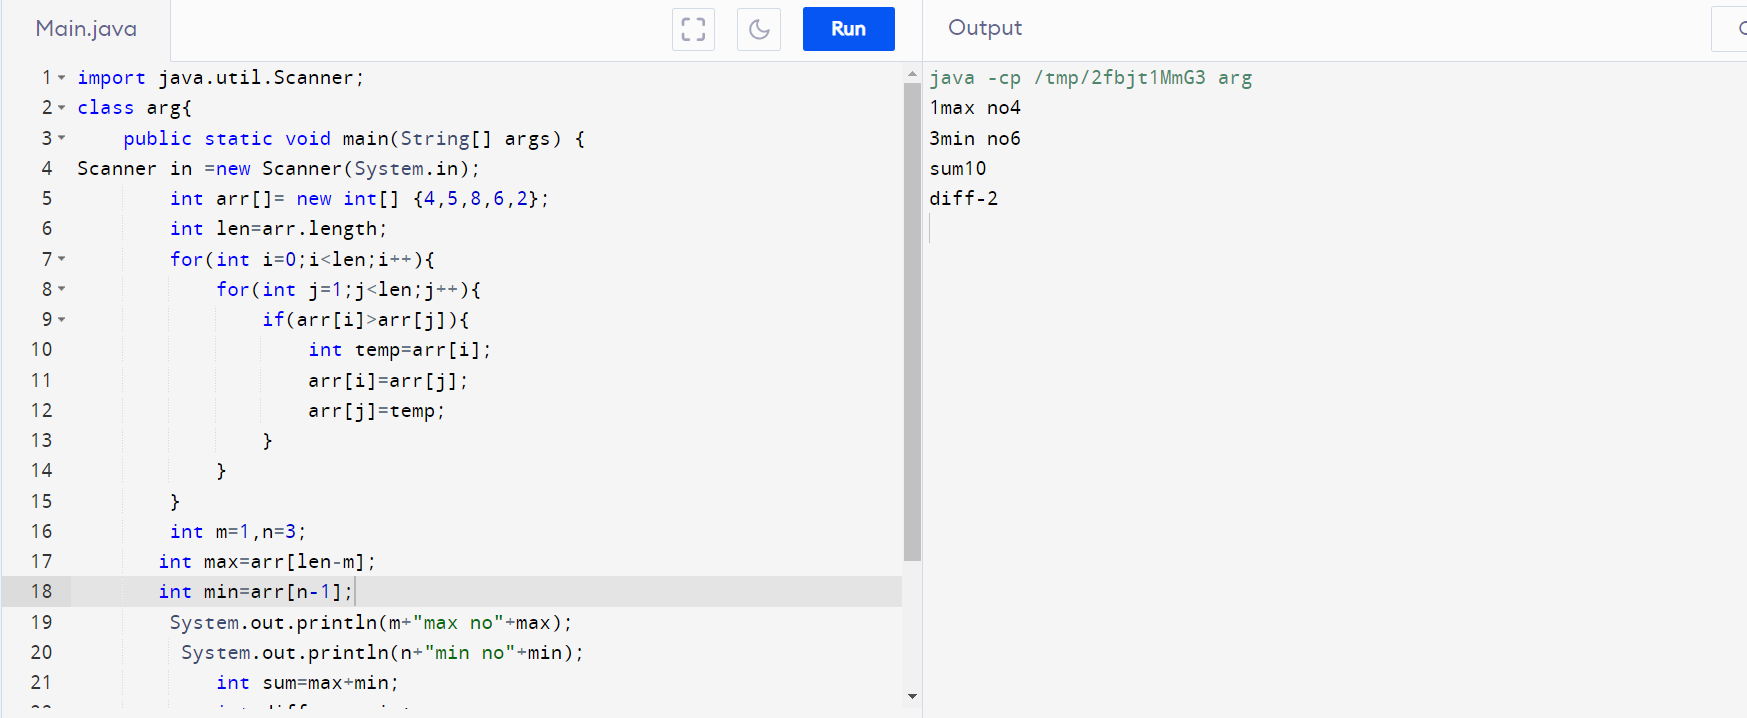 Main.java
Run
Output
1 import java.util.Scanner;
2 class arg{
3 public static void main(String[] args) {
4 Scanner in =new Scanner(System.in);
5 int arr[]= new int[] {4,5,8,6,2};
6 int len=arr.length;
7 for(int i=0;i<len;i++){
8 for(int j=1;j<len;j++){
9 if(arr[i]>arr[j]){
10 int temp=arr[i];
11 arr[i]=arr[j];
12 arr[j]=temp;
13 }
14 }
15 }
16 int m=1,n=3;
17 int max=arr[len-m];
18 int min=arr[n-1];
19 System.out.println(m+"max no"+max);
20 System.out.println(n+"min no"+min);
21 int sum=max+min;
java -cp /tmp/2fbjt1MmG3 arg
1max no4
3min no6
sum10
diff-2